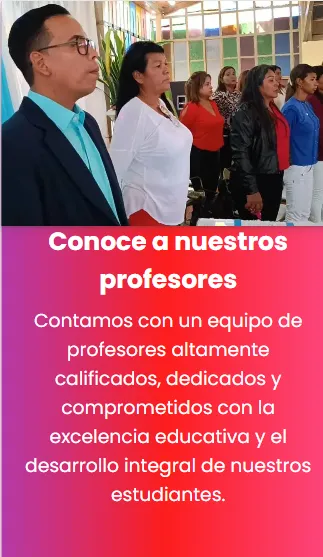 Conoce a nuestros
profesores
Contamos con un equipo de
profesores altamente
calificados, dedicados y
comprometidos con la
excelencia educativa y el
desarrollo integral de nuestros
estudiantes.